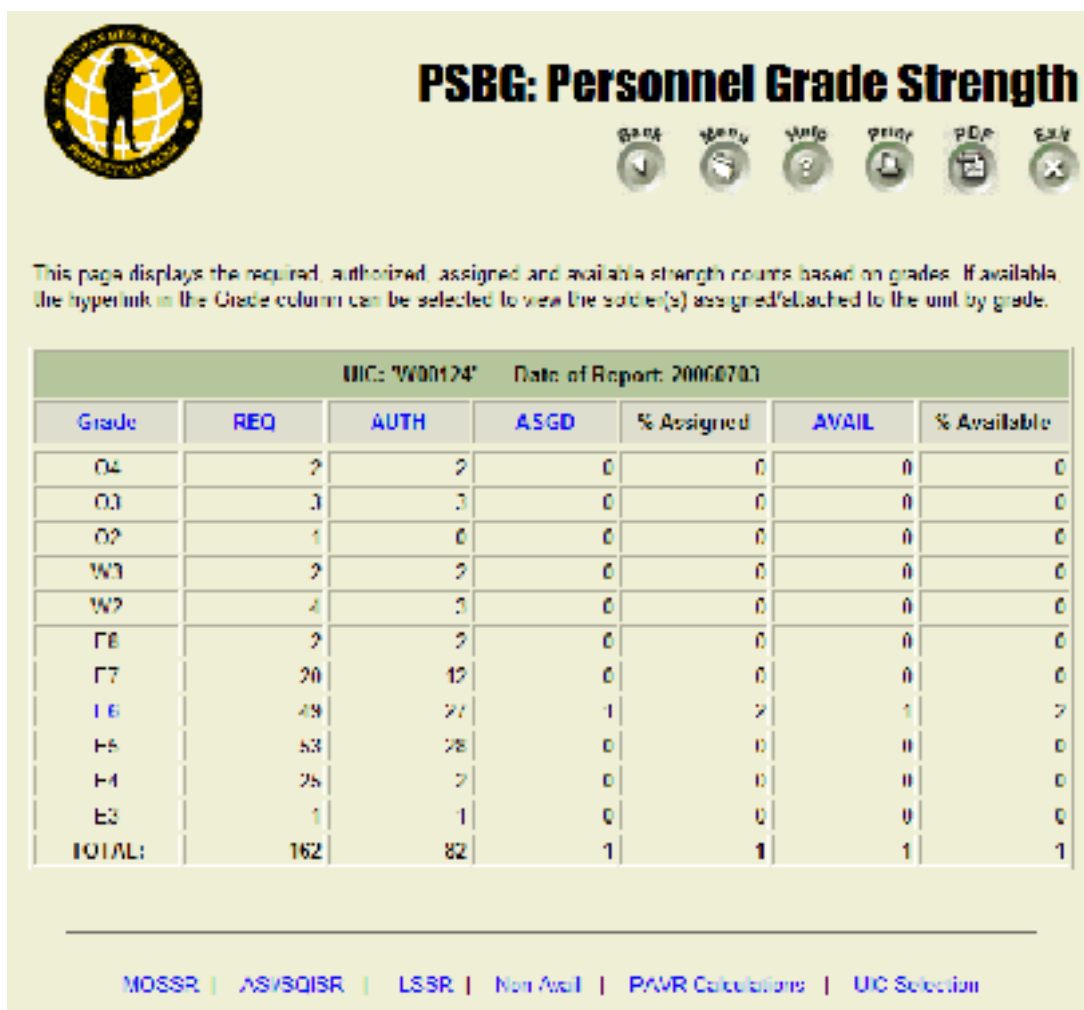 PSBG: Personnel Grade Strength
Back Menu Help Print PDF Exit
This page displays the required, authorized, assigned and available strength counts based on grades. If available,
the hyperlink in the Grade column can be selected to view the soldier(s) assigned/attached to the unit by grade.
UIC: "W00124" Date of Report: 20060703
Grade REQ AUTH ASGD % Assigned AVAIL % Available
O4 2 2 0 0 0 0
O3 3 3 0 0 0 0
O2 1 0 0 0 0 0
W3 2 2 0 0 0 0
W2 4 3 0 0 0 0
E8 2 2 0 0 0 0
E7 20 12 0 0 0 0
E6 49 27 1 2 1 2
E5 53 28 0 0 0 0
E4 25 2 0 0 0 0
E3 1 1 0 0 0 0
TOTAL: 162 82 1 1 1 1
MOSSR | ASI/SQISR | LSSR | Non Avail | PAVR Calculations | UIC Selection